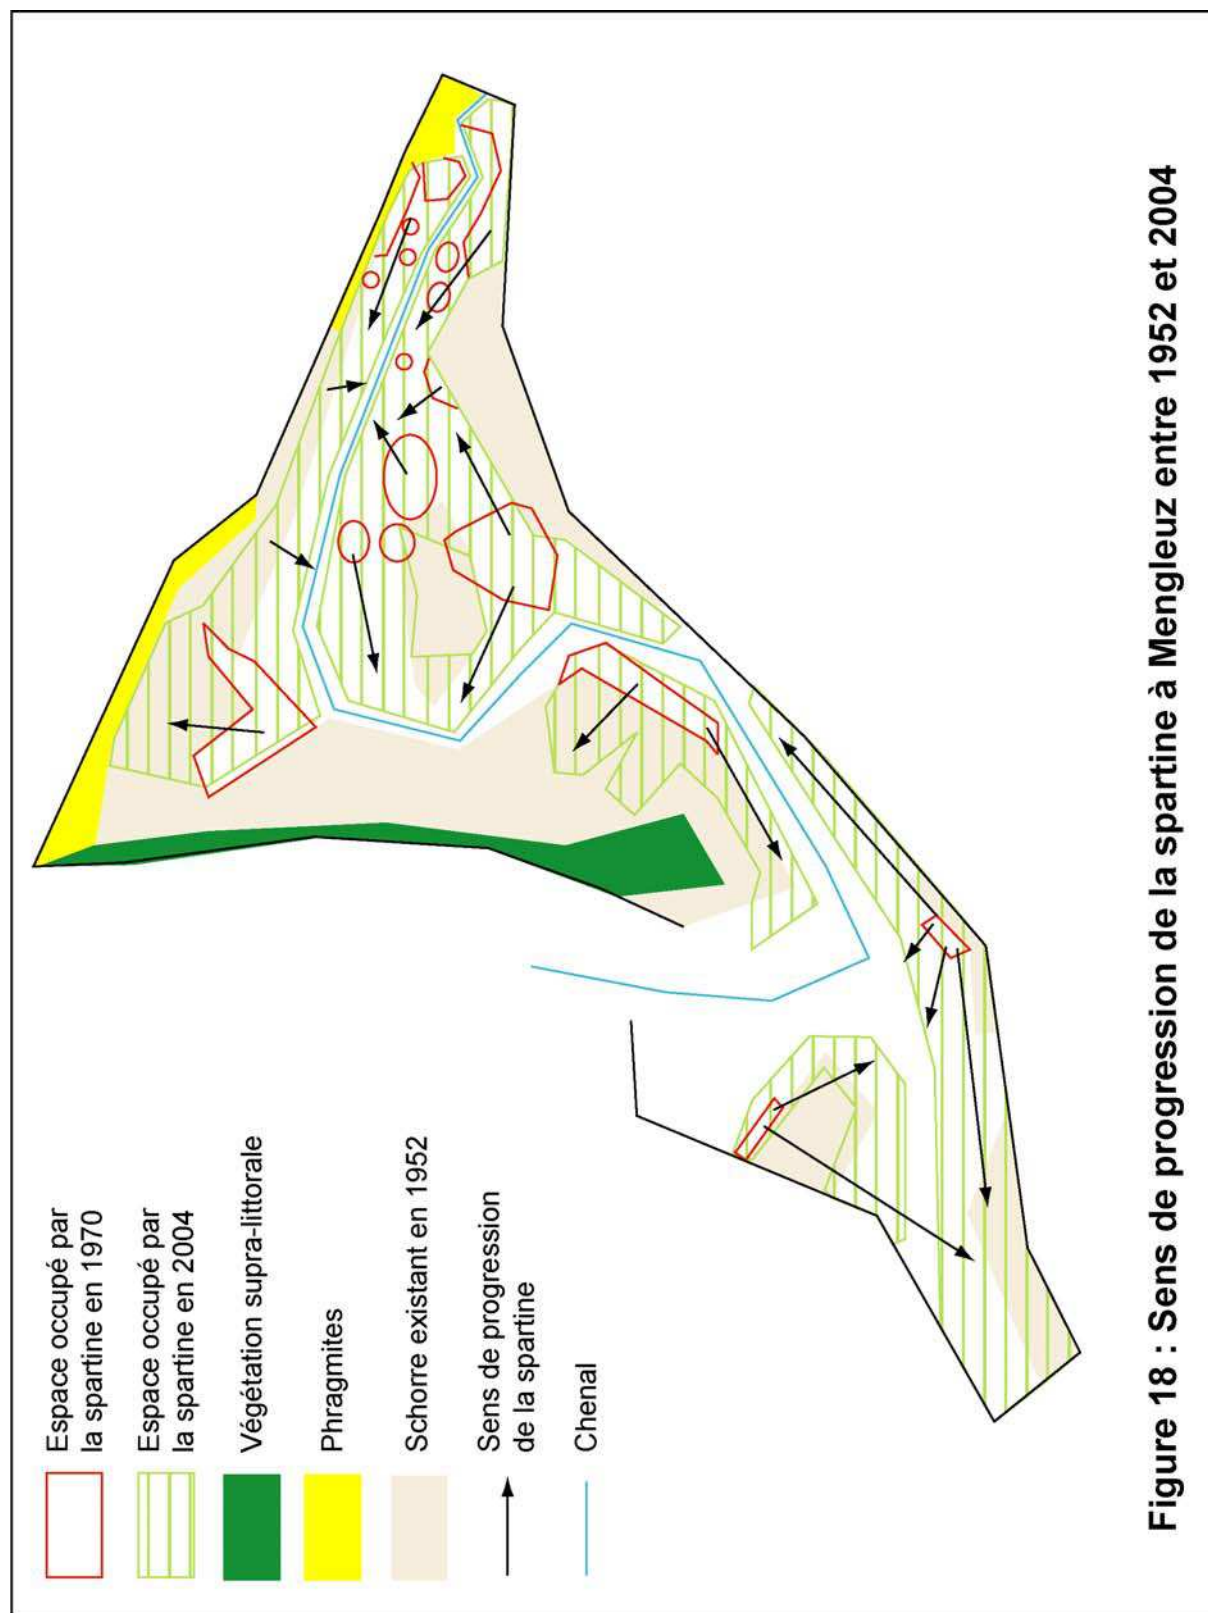 Espace occupé par
la spartine en 1970
Espace occupé par
la spartine en 2004
Végétation supra-littorale
Phragmites
Schorre existant en 1952
Sens de progression
de la spartine
Chenal
Figure 18 : Sens de progression de la spartine à Mengleuz entre 1952 et 2004